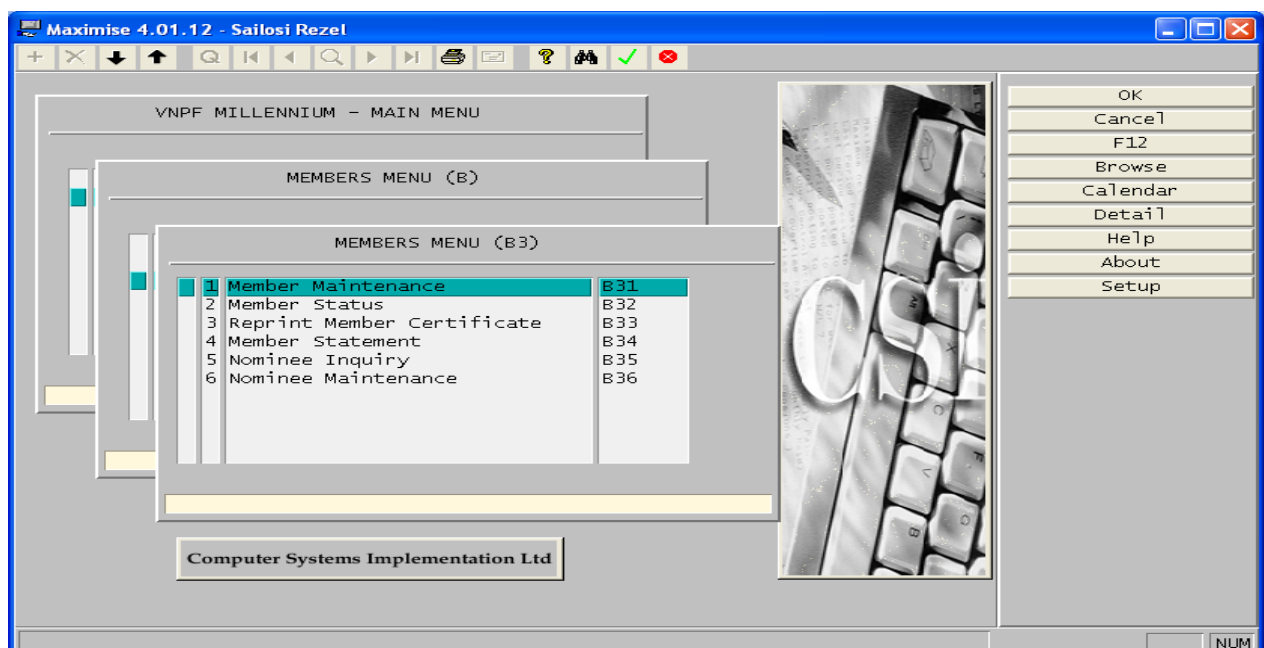 Maximise 4.01.12 - Sailosi Rezel
VNPF MILLENNIUM - MAIN MENU
MEMBERS MENU (B)
MEMBERS MENU (B3)
1 Member Maintenance B31
2 Member Status B32
3 Reprint Member Certificate B33
4 Member Statement B34
5 Nominee Inquiry B35
6 Nominee Maintenance B36
Computer Systems Implementation Ltd
CSI
OK
Cancel
F12
Browse
Calendar
Detail
Help
About
Setup
NUM